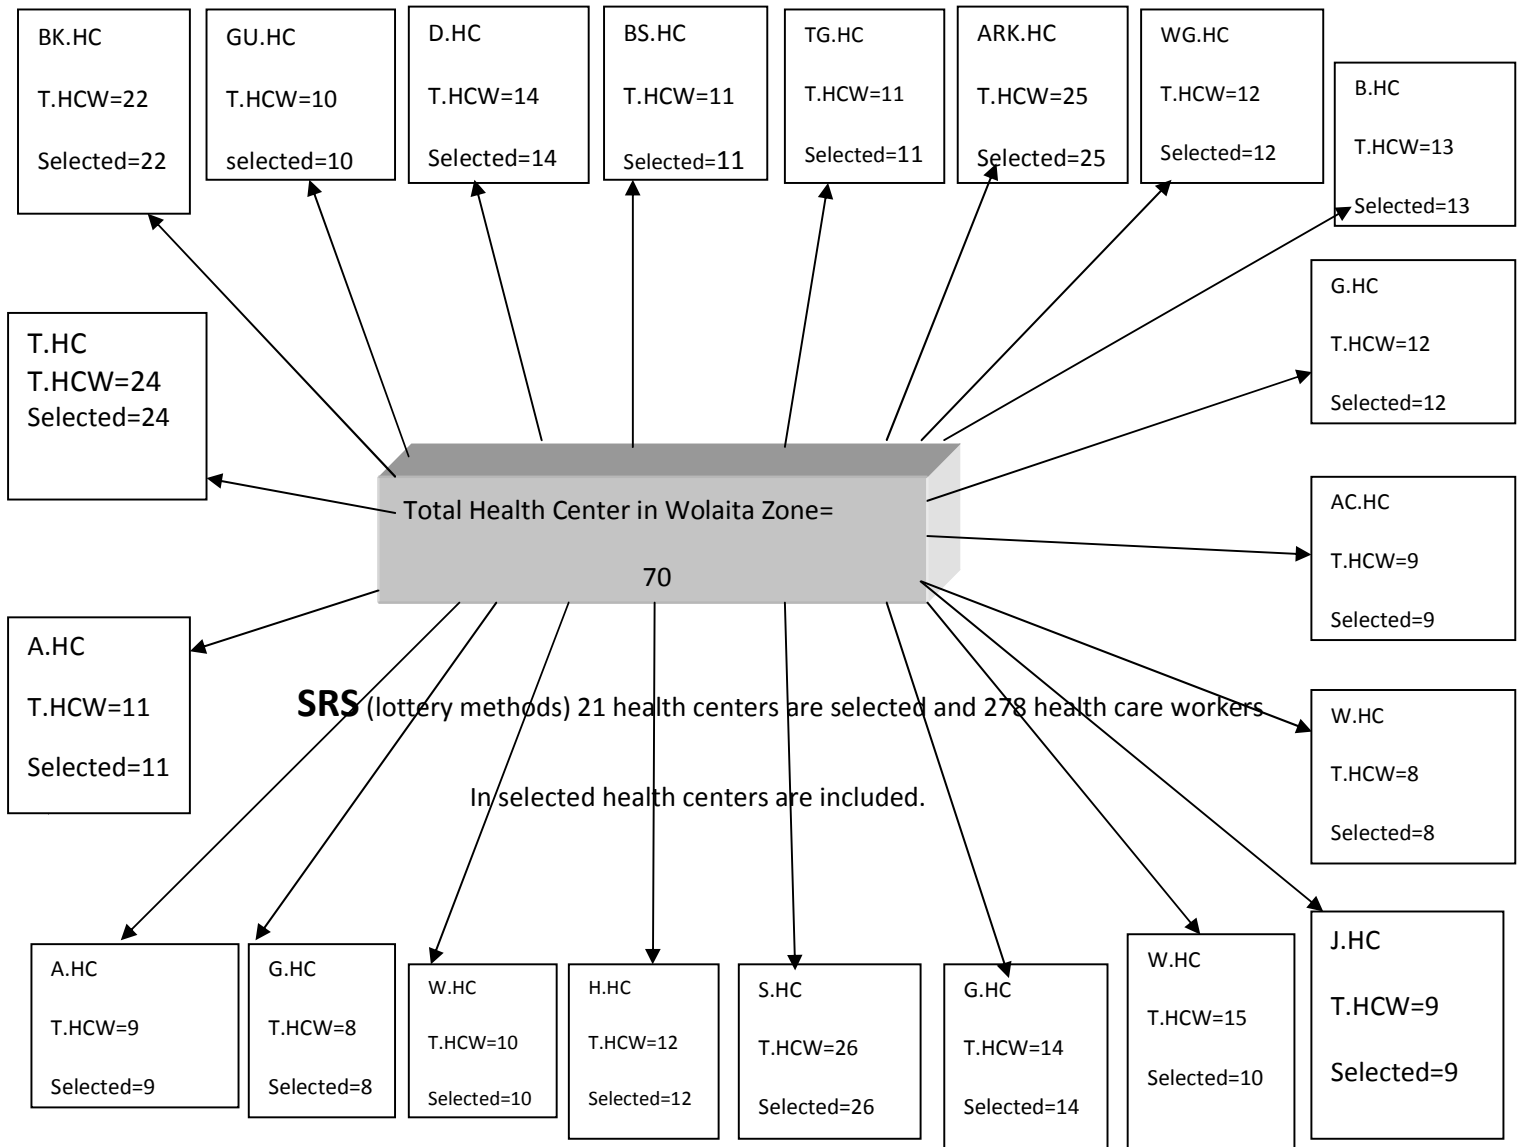 BK.HC
T.HCW=22
Selected=22
GU.HC
T.HCW=10
selected=10
D.HC
T.HCW=14
Selected=14
BS.HC
T.HCW=11
Selected=11
TG.HC
T.HCW=11
Selected=11
ARK.HC
T.HCW=25
Selected=25
WG.HC
T.HCW=12
Selected=12
B.HC
T.HCW=13
Selected=13
G.HC
T.HCW=12
Selected=12
T.HC
T.HCW=24
Selected=24
Total Health Center in Wolaita Zone=
70
AC.HC
T.HCW=9
Selected=9
A.HC
T.HCW=11
Selected=11
SRS (lottery methods) 21 health centers are selected and 278 health care workers
In selected health centers are included.
W.HC
T.HCW=8
Selected=8
A.HC
T.HCW=9
Selected=9
G.HC
T.HCW=8
Selected=8
W.HC
T.HCW=10
Selected=10
H.HC
T.HCW=12
Selected=12
S.HC
T.HCW=26
Selected=26
G.HC
T.HCW=14
Selected=14
W.HC
T.HCW=15
Selected=10
J.HC
T.HCW=9
Selected=9